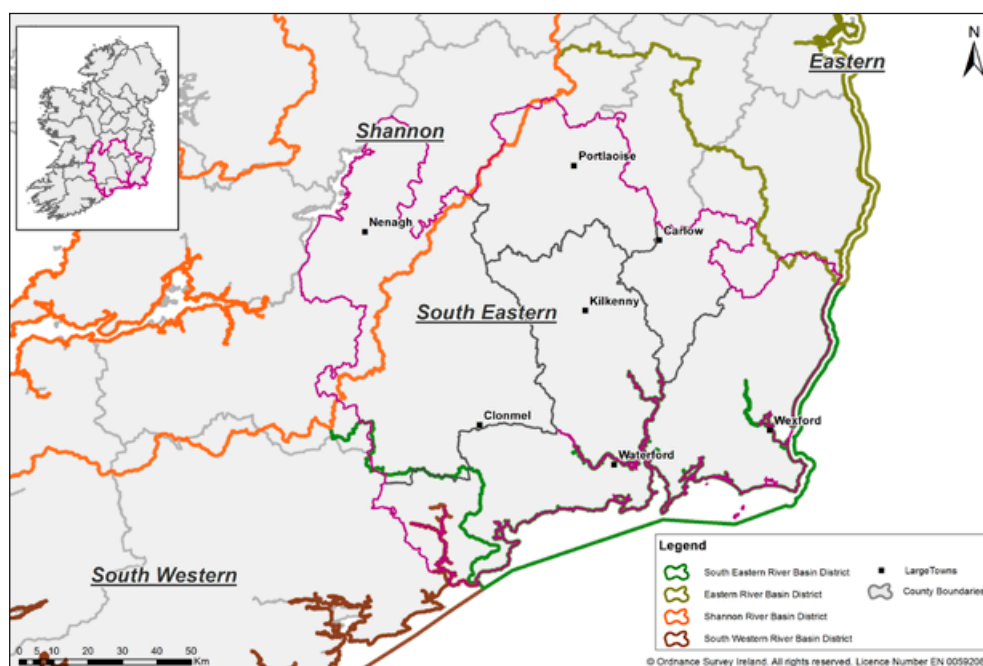 N
Eastern
Shannon
Portlaoise
Nenagh
Carlow
Kilkenny
South Eastern
Clonmel
Wexford
Waterford
South Western
Legend
South Eastern River Basin District
Eastern River Basin District
Shannon River Basin District
South Western River Basin District
LargeTowns
County Boundaries
0 5 10 20 30 40 50
Km
© Ordnance Survey Ireland. All rights reserved. Licence Number EN 0059208